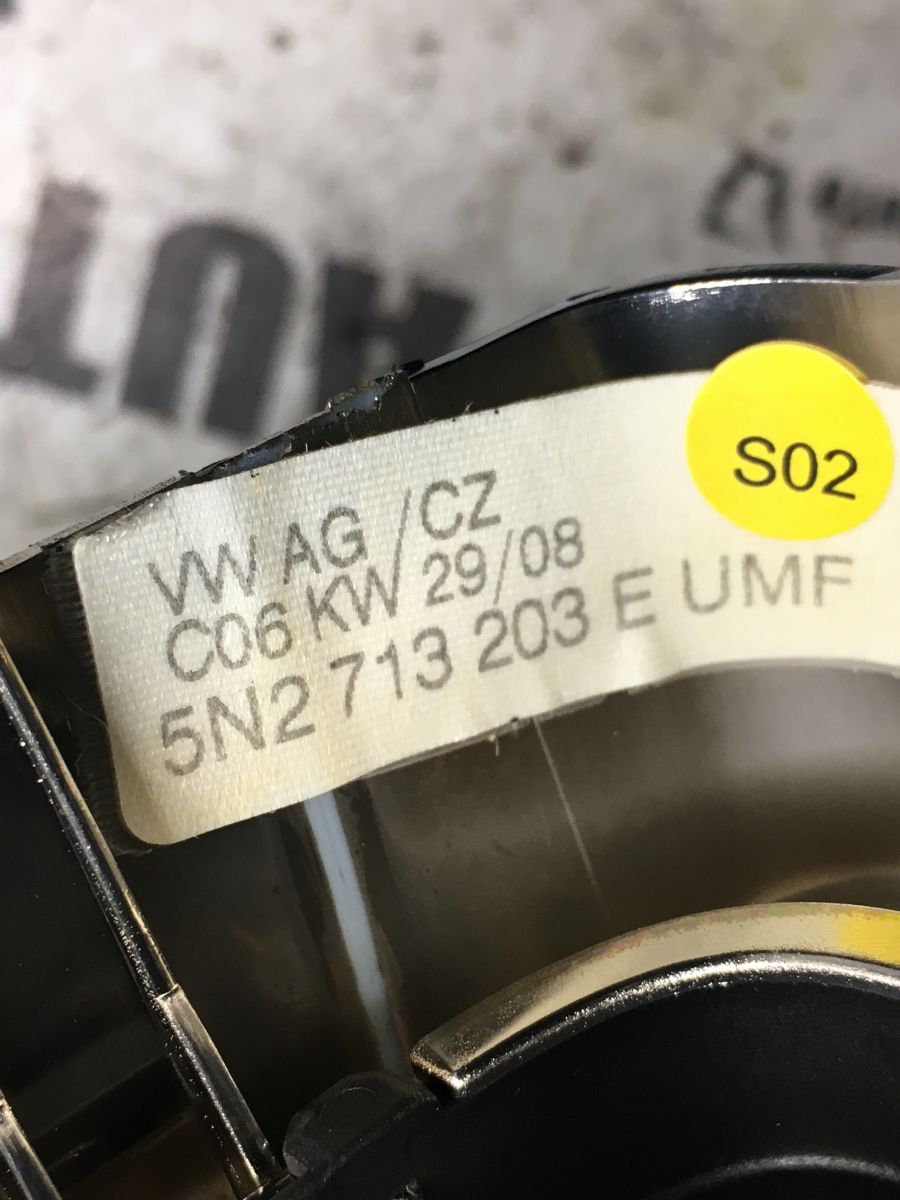 S02
VW AG /CZ
C06 KW 29/08
5N2 713 203 E UMF